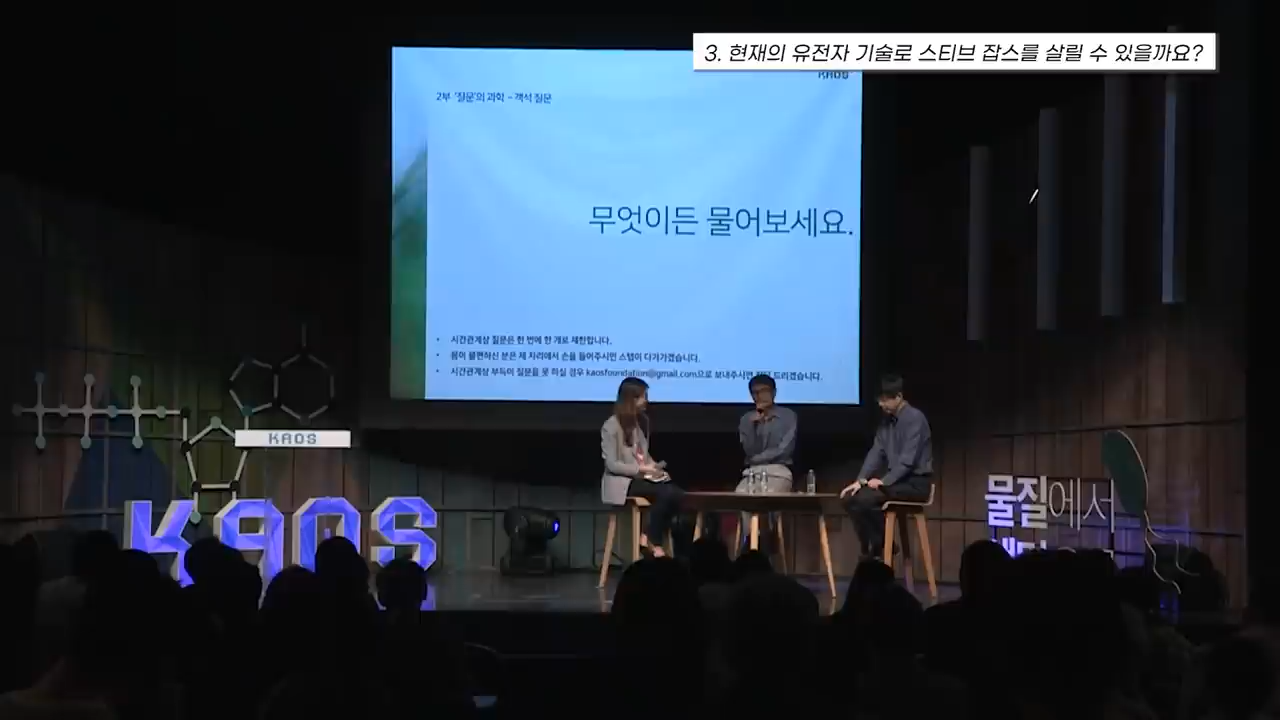 3. 현재의 유전자 기술로 스티브 잡스를 살릴 수 있을까요?
KAOS
2부 '질문'의 과학 - 객석 질문
무엇이든 물어보세요.
• 시간관계상 질문은 한 번에 한 개로 제한합니다.
• 몸이 불편하신 분은 제 자리에서 손을 들어주시면 스텝이 다가가겠습니다.
• 시간관계상 부득이 질문을 못 하실 경우 kaosfoundation@gmail.com으로 보내주시면 드리겠습니다.
KAOS
KAOS
물질에서